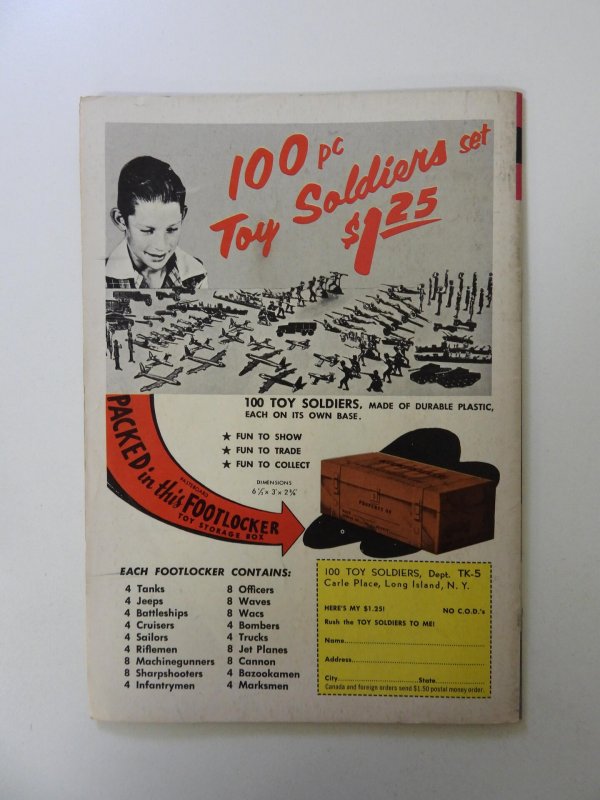 100 pc
Toy Soldiers set
$1.25
100 TOY SOLDIERS, MADE OF DURABLE PLASTIC,
EACH ON ITS OWN BASE.
★ FUN TO SHOW
★ FUN TO TRADE
★ FUN TO COLLECT
DIMENSIONS
PACKED in this
PASTEBOARD
FOOTLOCKER
TOY STORAGE BOX
PROPERTY OF
EACH FOOTLOCKER CONTAINS:
4 Tanks
4 Jeeps
4 Battleships
4 Cruisers
4 Sailors
4 Riflemen
8 Machinegunners
8 Sharpshooters
4 Infantrymen
8 Officers
8 Waves
8 Wacs
4 Bombers
4 Trucks
8 Jet Planes
8 Cannon
4 Bazookamen
4 Marksmen
100 TOY SOLDIERS, Dept. TK-5
Carle Place, Long Island, N. Y.
HERE'S MY $1.25! NO C.O.D.'s
Rush the TOY SOLDIERS TO ME!
Name
Address
City State
Canada and foreign orders send $1.50 postal money order.